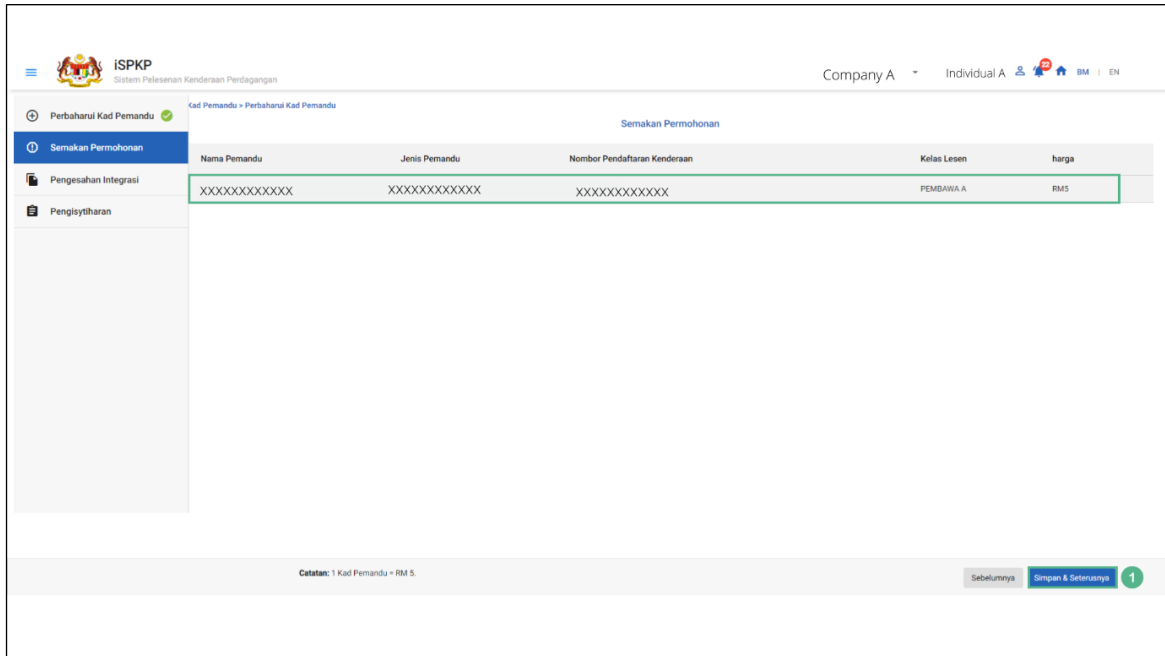 iSPKP
Sistem Pelesenan Kenderaan Perdagangan
Company A
Individual A
22
BM | EN
Perbaharui Kad Pemandu
Semakan Permohonan
Pengesahan Integrasi
Pengisytiharan
Kad Pemandu > Perbaharui Kad Pemandu
Semakan Permohonan
Nama Pemandu Jenis Pemandu Nombor Pendaftaran Kenderaan Kelas Lesen harga
XXXXXXXXXXXX XXXXXXXXXXXX XXXXXXXXXXXX PEMBAWA A RM5
Catatan: 1 Kad Pemandu = RM 5.
Sebelumnya Simpan & Seterusnya 1